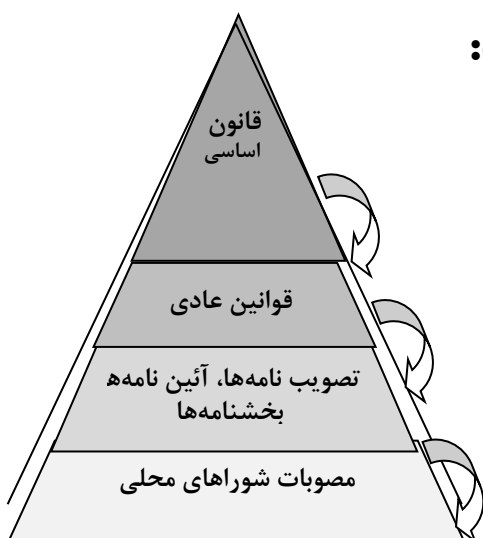 :
قانون
اساسی
قوانین عادی
تصویب نامه‌ها، آئین نامه‌ه
بخشنامه‌ها
مصوبات شوراهای محلی